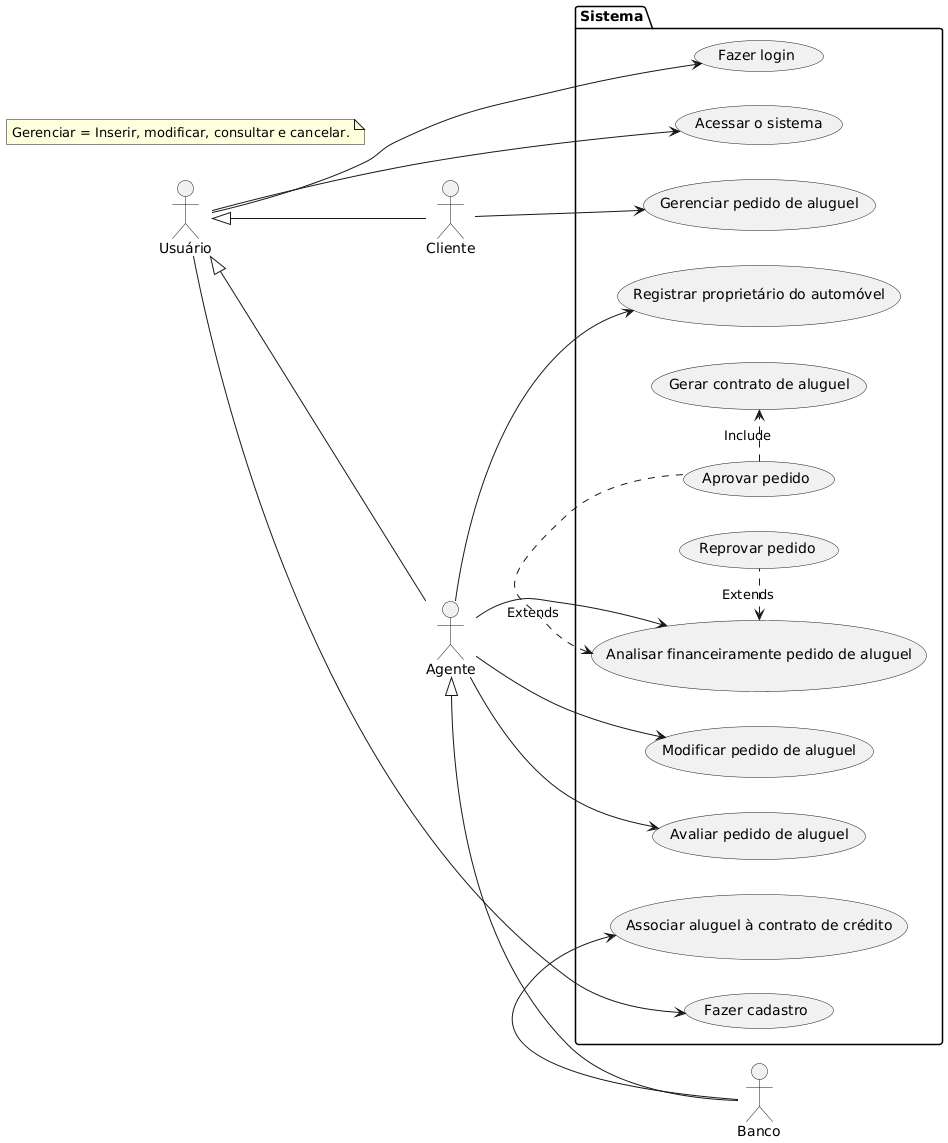 Sistema
Fazer login
Acessar o sistema
Gerenciar = Inserir, modificar, consultar e cancelar.
Gerenciar pedido de aluguel
Usuário
Cliente
Registrar proprietário do automóvel
Gerar contrato de aluguel
Include
Aprovar pedido
Reprovar pedido
Extends
Extends
Analisar financeiramente pedido de aluguel
Agente
Modificar pedido de aluguel
Avaliar pedido de aluguel
Associar aluguel à contrato de crédito
Fazer cadastro
Banco